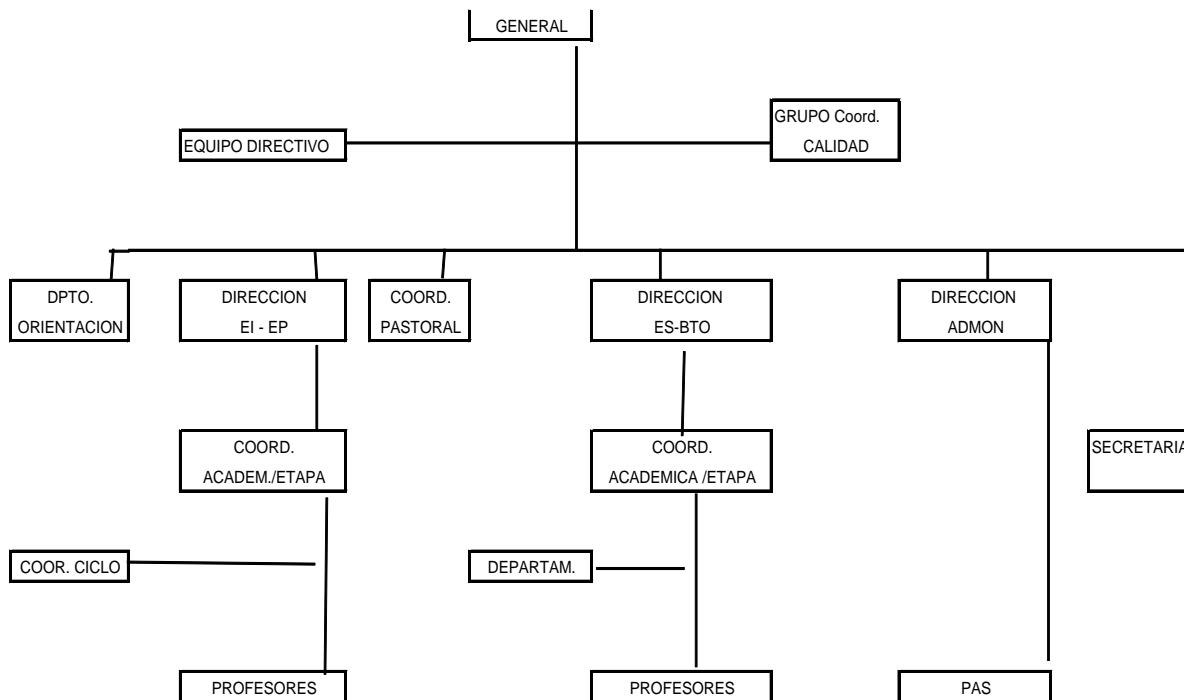 GENERAL
GRUPO Coord.
CALIDAD
EQUIPO DIRECTIVO
DPTO.
ORIENTACION
DIRECCION
EI - EP
COORD.
PASTORAL
DIRECCION
ES-BTO
DIRECCION
ADMON
COORD.
ACADEM./ETAPA
COORD.
ACADEMICA /ETAPA
SECRETARIA
COOR. CICLO
DEPARTAM.
PROFESORES
PROFESORES
PAS